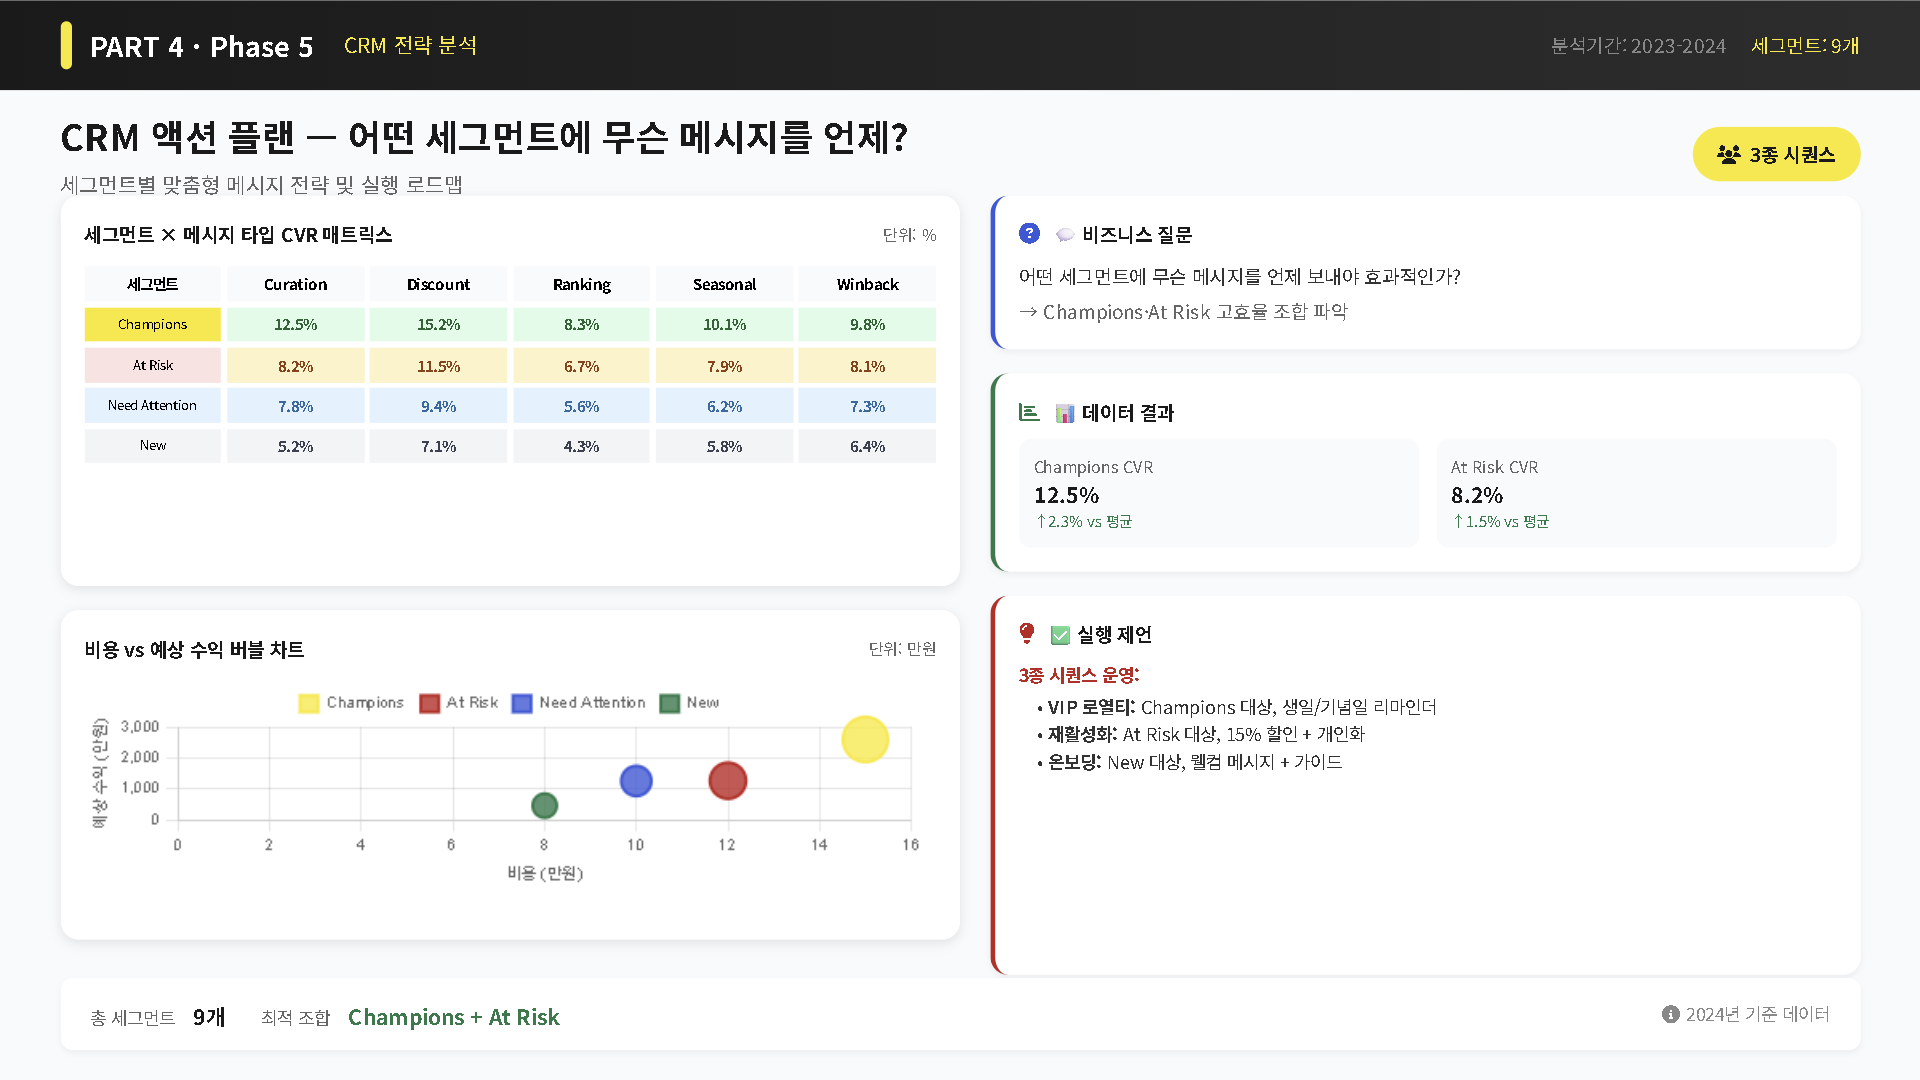 PART 4 · Phase 5
CRM 전략 분석
분석기간: 2023-2024
세그먼트: 9개
CRM 액션 플랜 — 어떤 세그먼트에 무슨 메시지를 언제?
세그먼트별 맞춤형 메시지 전략 및 실행 로드맵
3종 시퀀스
세그먼트 × 메시지 타입 CVR 매트릭스
단위: %
세그먼트 Curation Discount Ranking Seasonal Winback
Champions 12.5% 15.2% 8.3% 10.1% 9.8%
At Risk 8.2% 11.5% 6.7% 7.9% 8.1%
Need Attention 7.8% 9.4% 5.6% 6.2% 7.3%
New 5.2% 7.1% 4.3% 5.8% 6.4%
비용 vs 예상 수익 버블 차트
단위: 만원
Champions At Risk Need Attention New
예상 수익 (만원)
3,000
2,000
1,000
0
0 2 4 6 8 10 12 14 16
비용 (만원)
? 💬 비즈니스 질문
어떤 세그먼트에 무슨 메시지를 언제 보내야 효과적인가?
→ Champions·At Risk 고효율 조합 파악
📊 데이터 결과
Champions CVR
12.5%
↑2.3% vs 평균
At Risk CVR
8.2%
↑1.5% vs 평균
✅ 실행 제언
3종 시퀀스 운영:
• VIP 로열티: Champions 대상, 생일/기념일 리마인더
• 재활성화: At Risk 대상, 15% 할인 + 개인화
• 온보딩: New 대상, 웰컴 메시지 + 가이드
총 세그먼트 9개 최적 조합 Champions + At Risk
2024년 기준 데이터